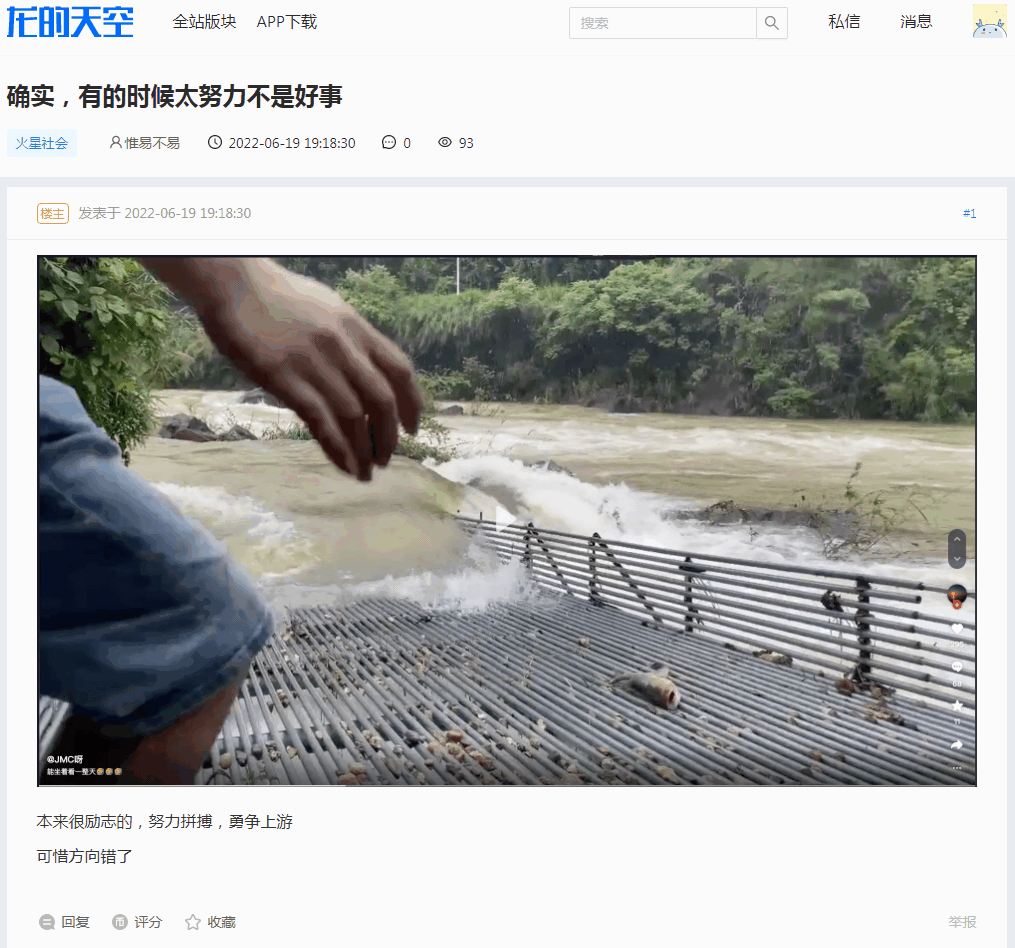 龙的天空
全站版块 APP下载 搜索 私信 消息
确实，有的时候太努力不是好事
火星社会 惟易不易 2022-06-19 19:18:30 0 93
楼主 发表于 2022-06-19 19:18:30 #1
@JMC呀
能坐着看一整天
本来很励志的，努力拼搏，勇争上游
可惜方向错了
回复 评分 收藏 举报